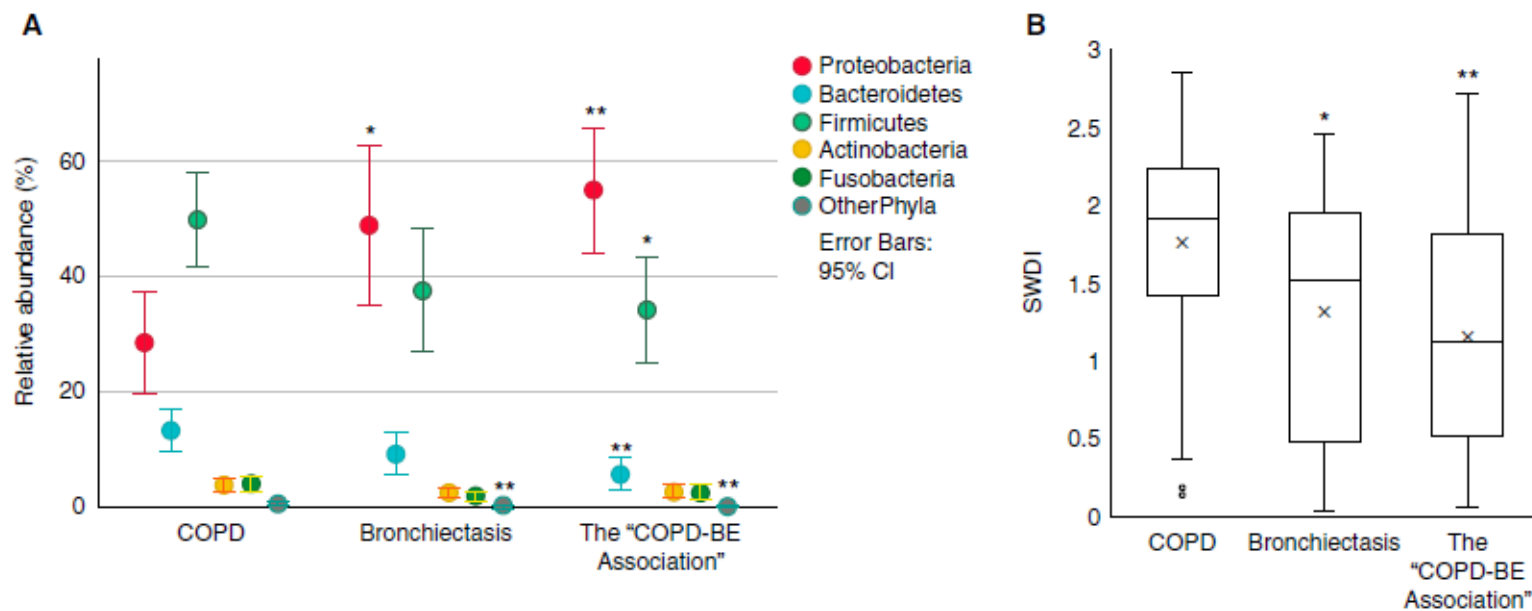 A
Relative abundance (%)
60
40
20
0
*
**
*
**
**
**
COPD
Bronchiectasis
The “COPD-BE
Association”
Proteobacteria
Bacteroidetes
Firmicutes
Actinobacteria
Fusobacteria
OtherPhyla
Error Bars:
95% CI
B
SWDI
3
2.5
2
1.5
1
0.5
0
*
**
COPD
Bronchiectasis
The
“COPD-BE
Association”